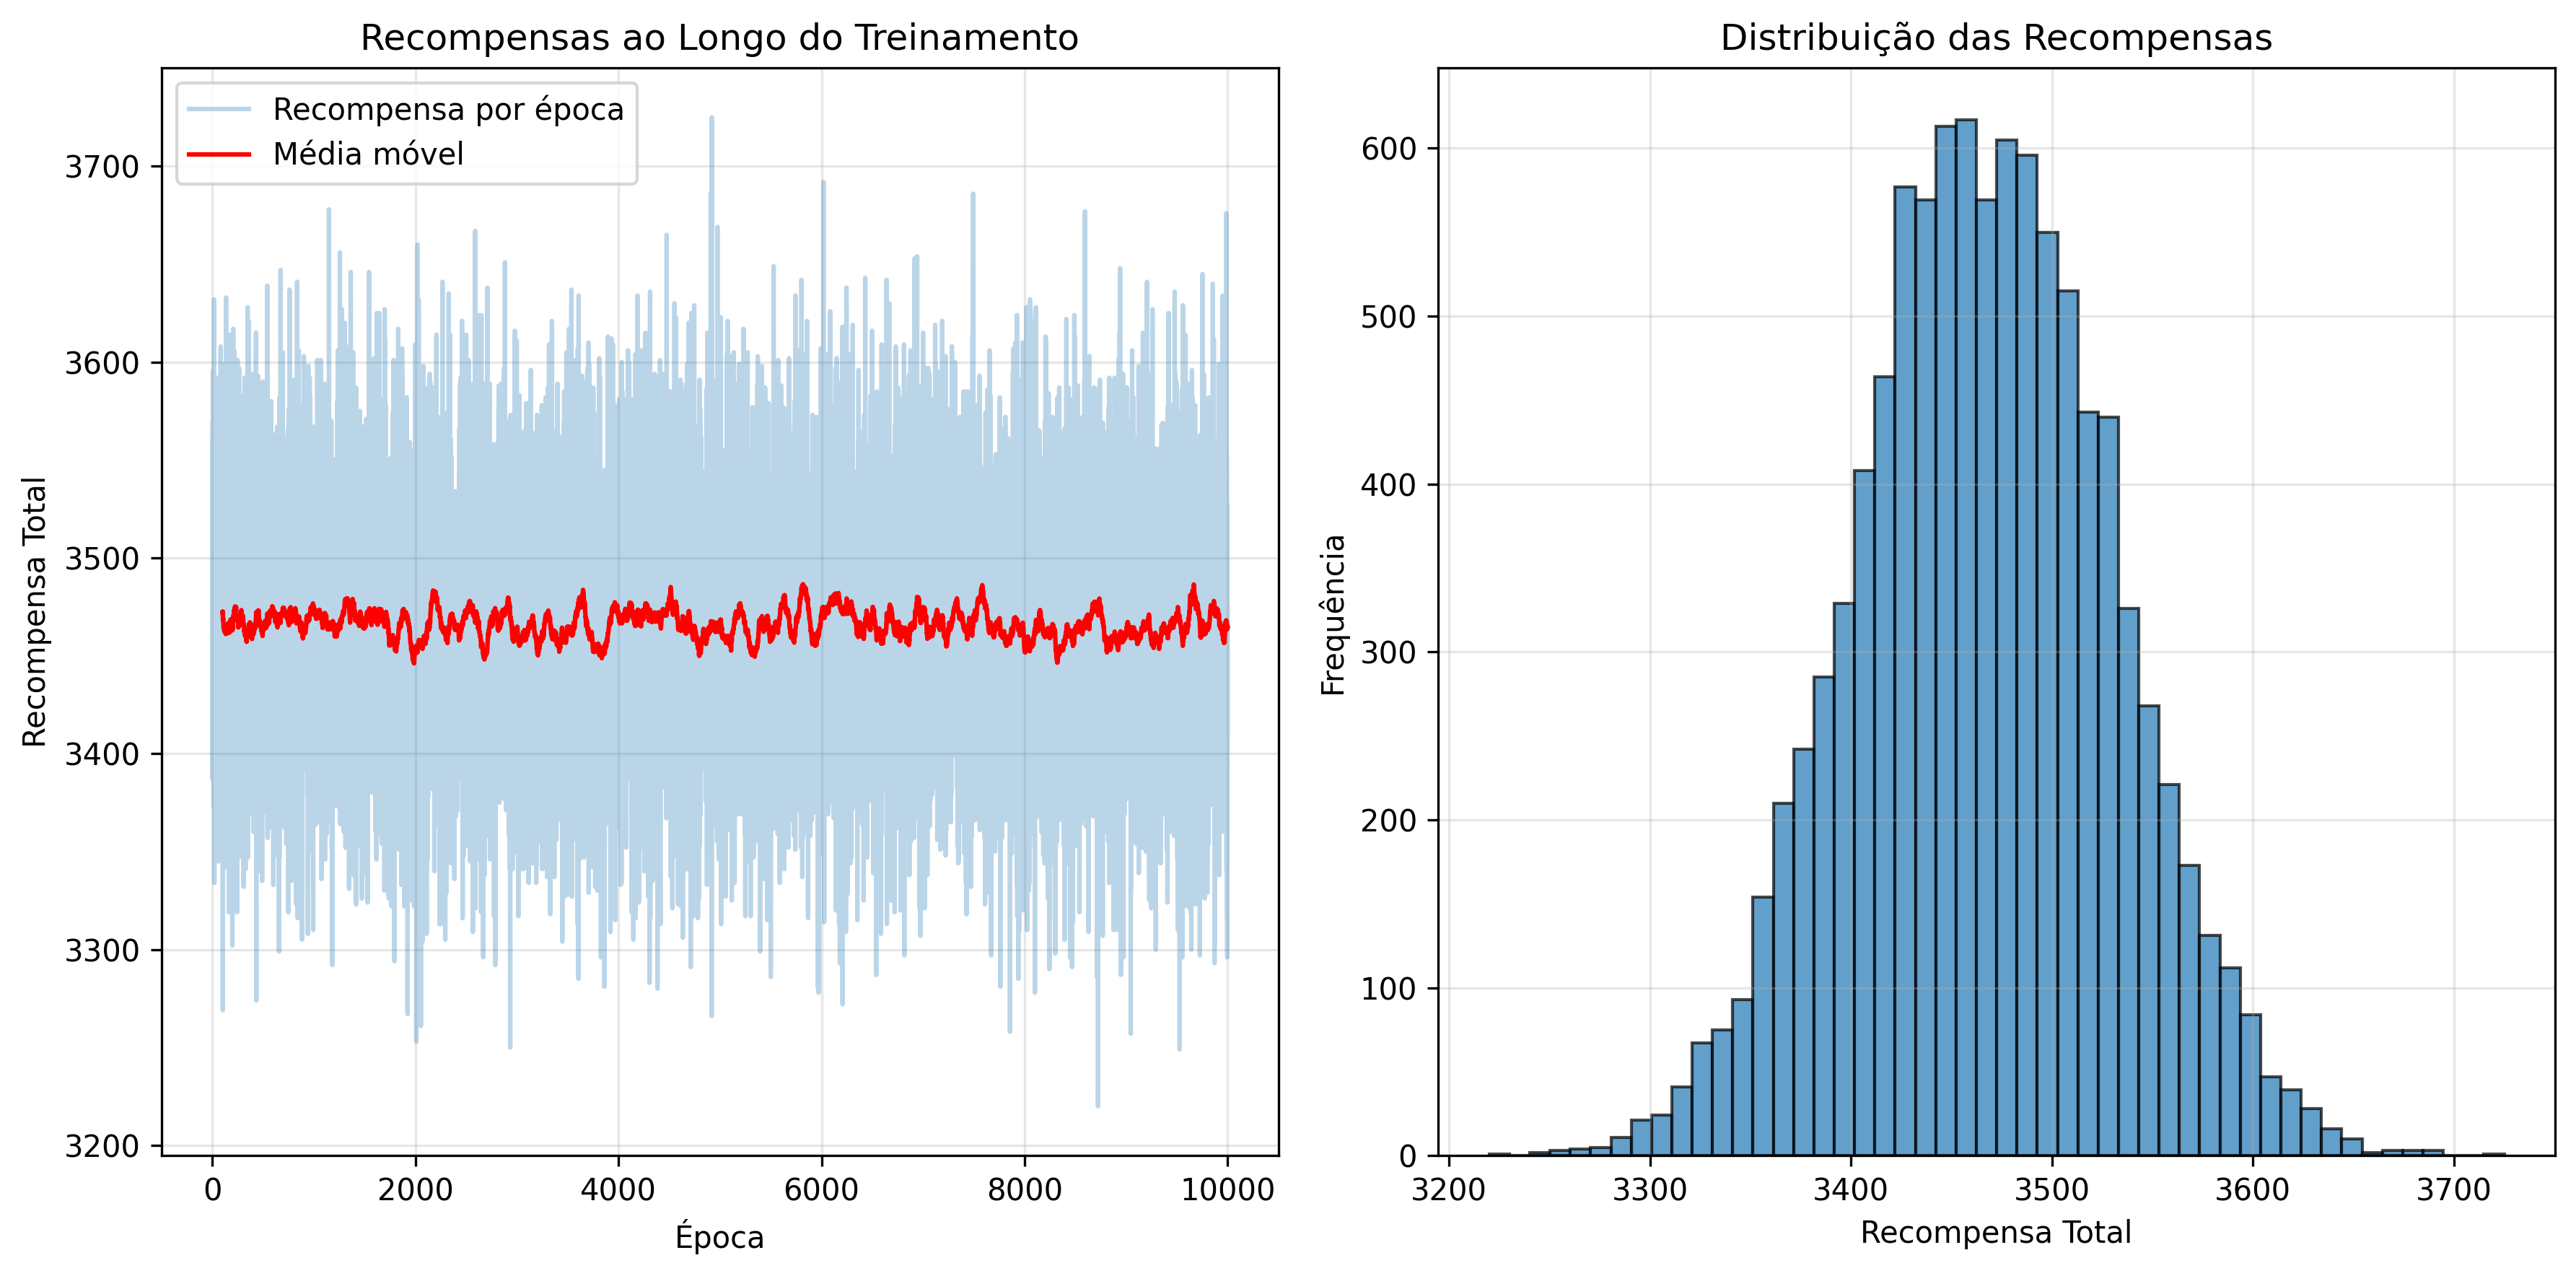 Recompensas ao Longo do Treinamento
Recompensa por época
Média móvel
3700
3600
3500
3400
3300
3200
Recompensa Total
0 2000 4000 6000 8000 10000
Época
Distribuição das Recompensas
600
500
400
300
200
100
0
Frequência
3200 3300 3400 3500 3600 3700
Recompensa Total